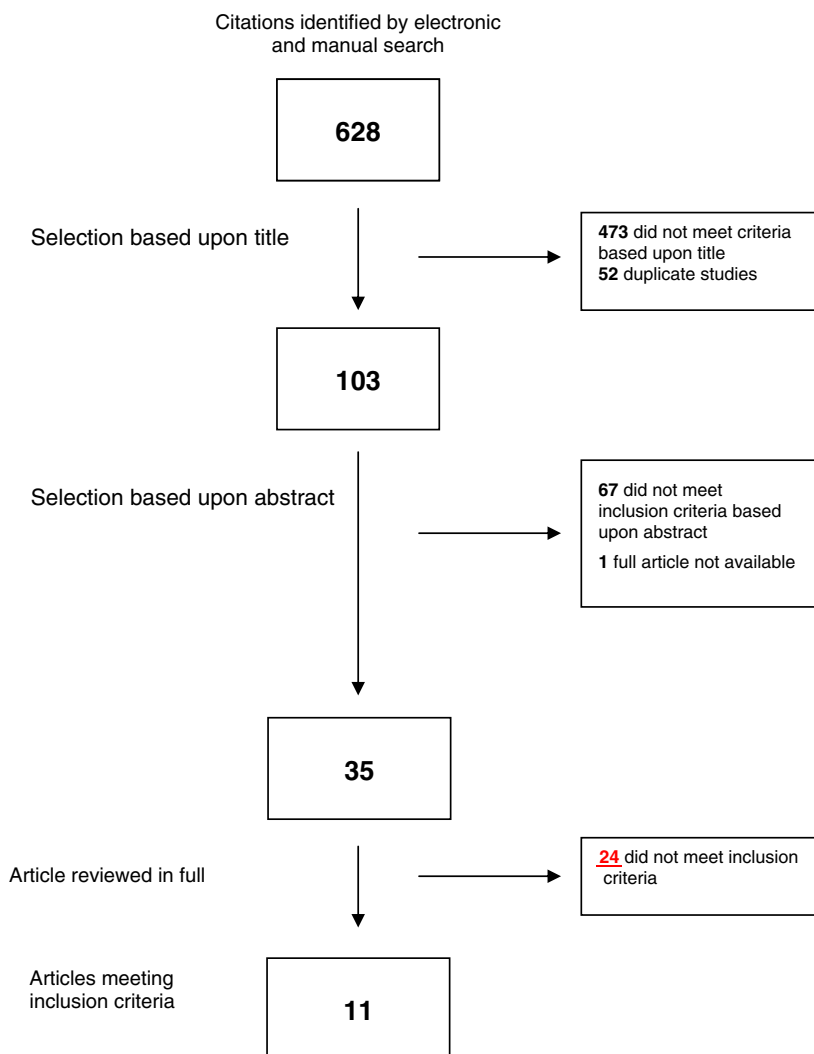 Citations identified by electronic
and manual search
628
Selection based upon title
473 did not meet criteria
based upon title
52 duplicate studies
103
Selection based upon abstract
67 did not meet
inclusion criteria based
upon abstract
1 full article not available
35
Article reviewed in full
24 did not meet inclusion
criteria
Articles meeting
inclusion criteria
11